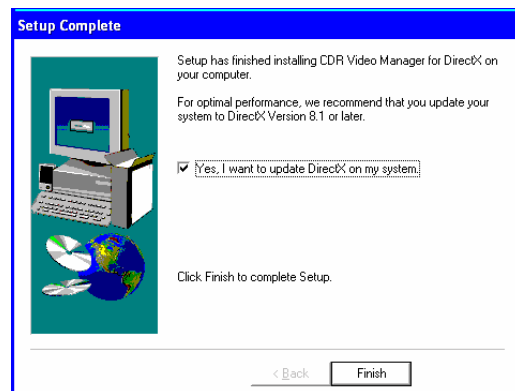 Setup Complete
Setup has finished installing CDR Video Manager for DirectX on
your computer.
For optimal performance, we recommend that you update your
system to DirectX Version 8.1 or later.
Yes, I want to update DirectX on my system.
Click Finish to complete Setup.
< Back
Finish